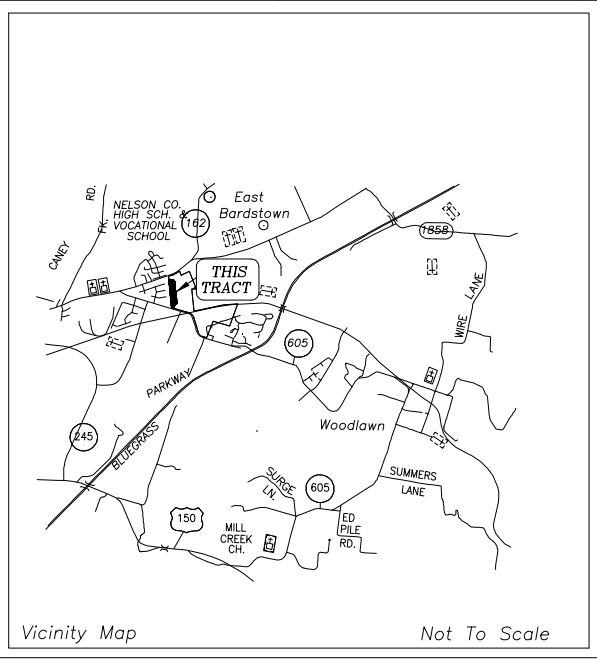 RD.
NELSON CO.
HIGH SCH. &
VOCATIONAL
SCHOOL
162
East
Bardstown
FK.
CANEY
1858
THIS
TRACT
WIRE LANE
605
PARKWAY
Woodlawn
245
BLUEGRASS
SURGE
LN.
605
SUMMERS
LANE
150
MILL
CREEK
CH.
ED
PILE
RD.
Vicinity Map
Not To Scale